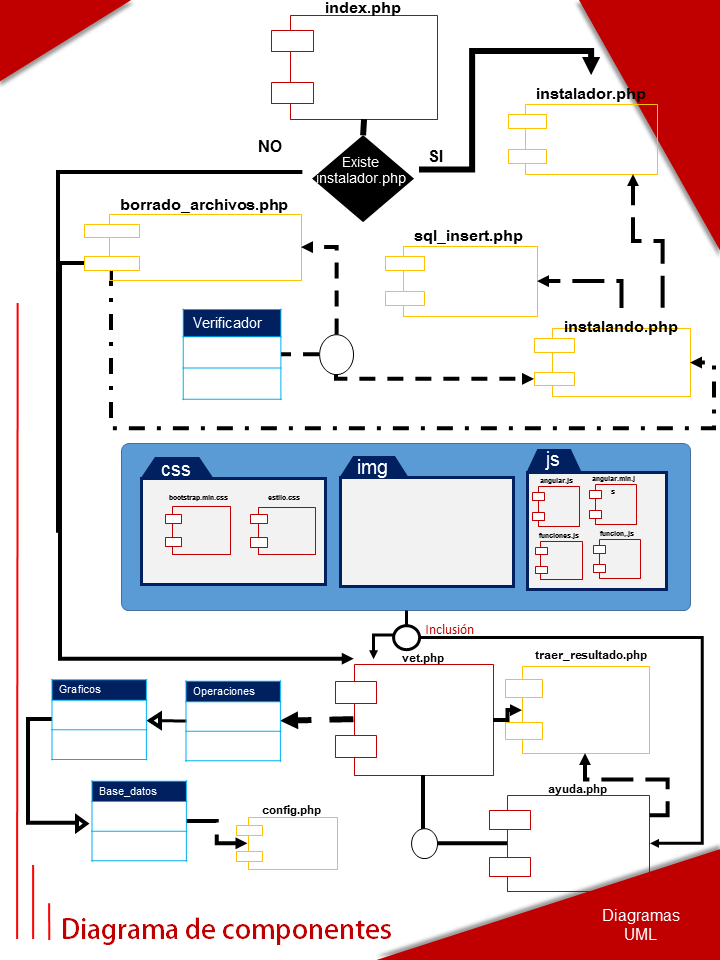 index.php
instalador.php
NO
SI
Existe
instalador.php
borrado_archivos.php
sql_insert.php
Verificador
instalando.php
css
img
js
bootstrap.min.css
estilo.css
angular.js
angular.min.j
s
funciones.js
funcion,.js
Inclusión
vet.php
traer_resultado.php
Graficos
Operaciones
Base_datos
config.php
ayuda.php
Diagrama de componentes
Diagramas
UML